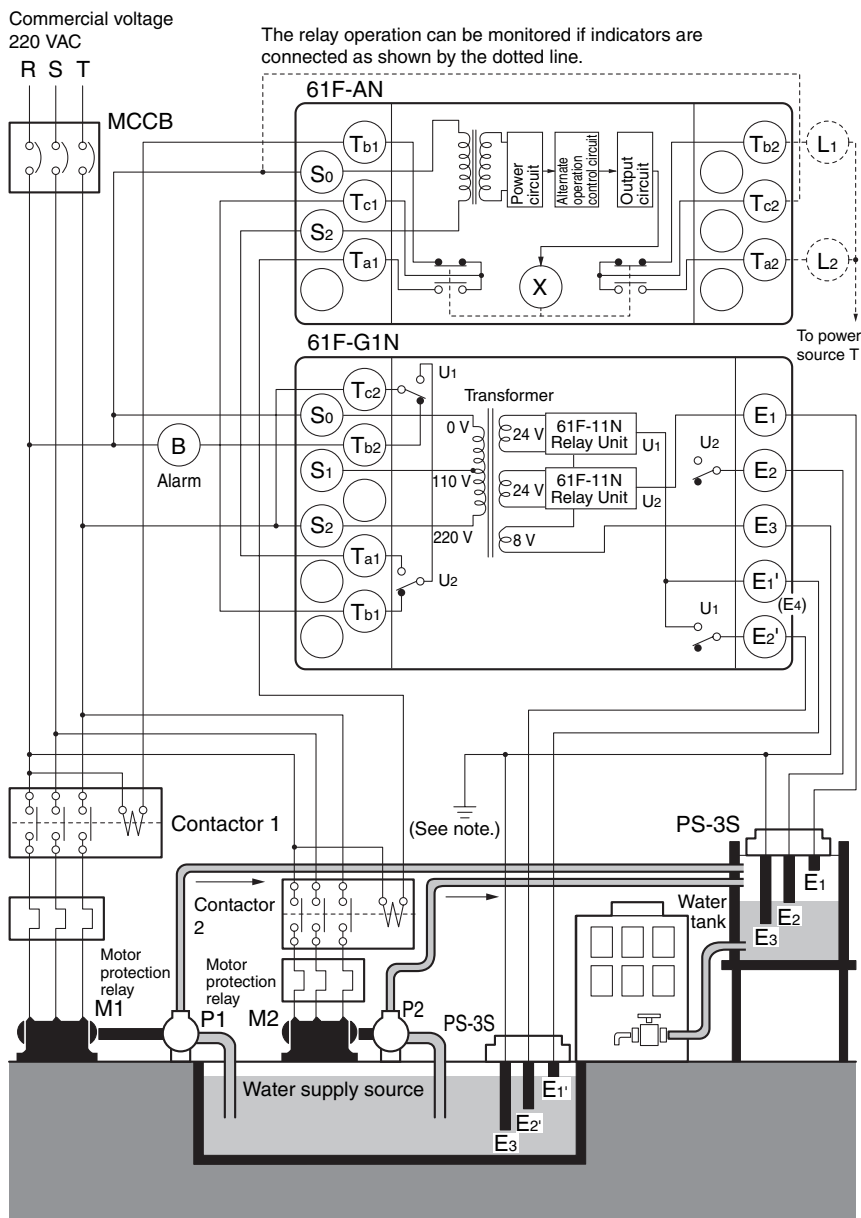 Commercial voltage
220 VAC
R S T
The relay operation can be monitored if indicators are
connected as shown by the dotted line.
MCCB
61F-AN
Tb1
S0
Tc1
S2
Ta1
Power
circuit
Alternate
operation
control circuit
Output
circuit
X
Tb2
Tc2
Ta2
L1
L2
To power
source T
61F-G1N
Tc2
S0
Tb2
S1
S2
Ta1
Tb1
B
Alarm
U1
U2
Transformer
0 V
110 V
220 V
24 V
61F-11N
Relay Unit
U1
24 V
61F-11N
Relay Unit
U2
8 V
U2
U1
E1
E2
E3
E1'
(E4)
E2'
Contactor 1
(See note.)
PS-3S
E1
E2
E3
Water
tank
Contactor
2
Motor
protection
relay
M1
P1
Motor
protection
relay
M2
P2
PS-3S
Water supply source
E1'
E2'
E3